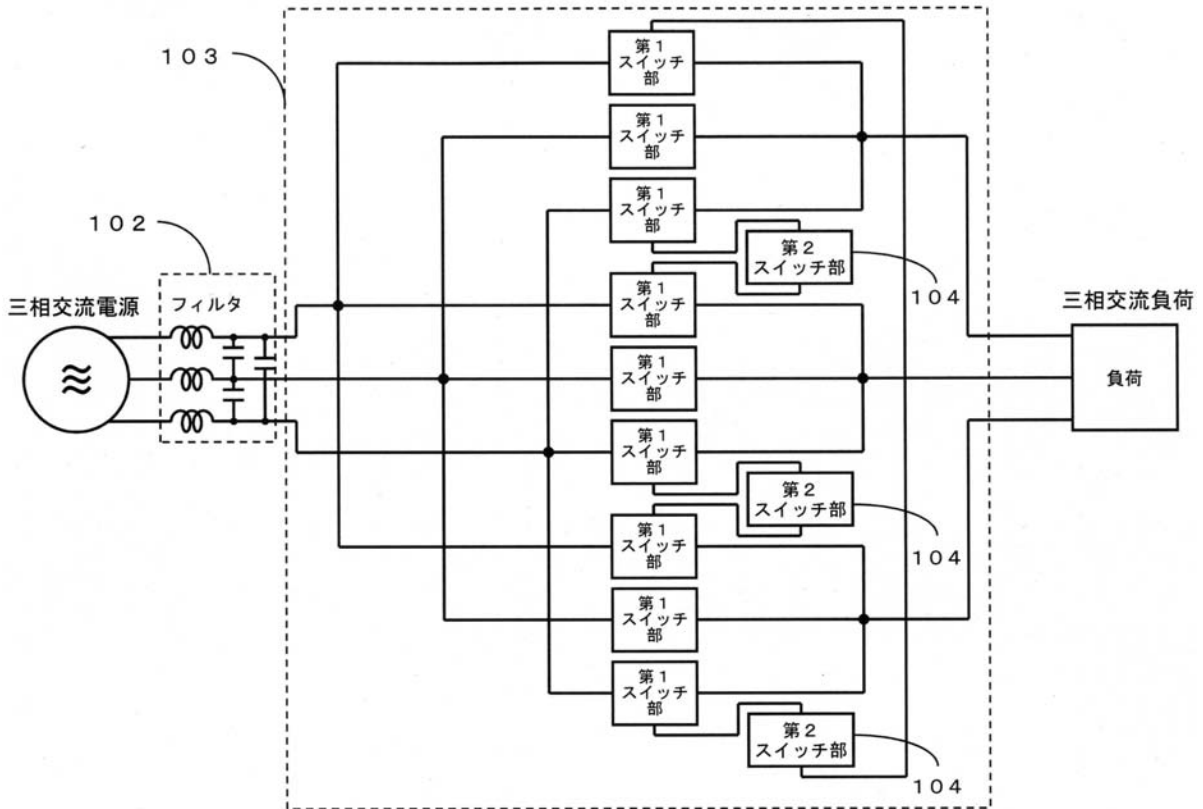 103
第1
スイッチ
部
第1
スイッチ
部
第1
スイッチ
部
102
第2
スイッチ部
104
三相交流電源
フィルタ
第1
スイッチ
部
三相交流負荷
第1
スイッチ
部
負荷
第1
スイッチ
部
第2
スイッチ部
104
第1
スイッチ
部
第1
スイッチ
部
第1
スイッチ
部
第2
スイッチ部
104